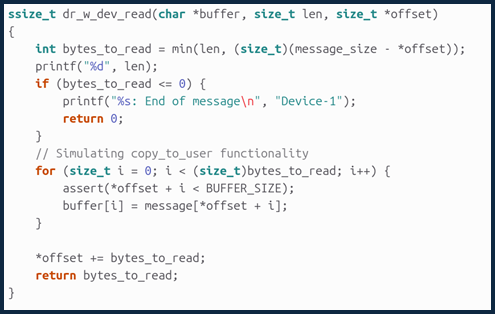 ssize_t dr_w_dev_read(char *buffer, size_t len, size_t *offset)
{
    int bytes_to_read = min(len, (size_t)(message_size - *offset));
    printf("%d", len);
    if (bytes_to_read <= 0) {
        printf("%s: End of message\n", "Device-1");
        return 0;
    }
    // Simulating copy_to_user functionality
    for (size_t i = 0; i < (size_t)bytes_to_read; i++) {
        assert(*offset + i < BUFFER_SIZE);
        buffer[i] = message[*offset + i];
    }

    *offset += bytes_to_read;
    return bytes_to_read;
}